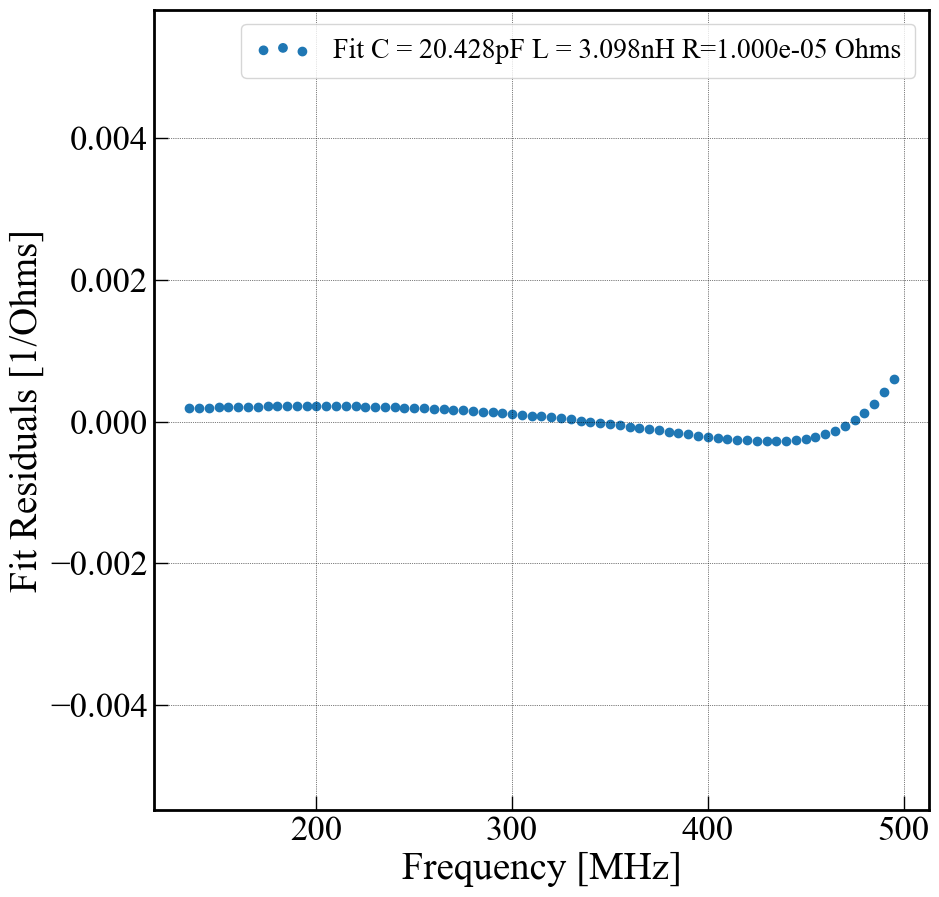 Fit C = 20.428pF L = 3.098nH R=1.000e-05 Ohms
0.004
0.002
0.000
−0.002
−0.004
Fit Residuals [1/Ohms]
200 300 400 500
Frequency [MHz]